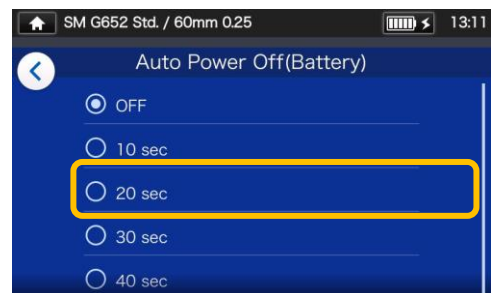 SM G652 Std. / 60mm 0.25 13:11
Auto Power Off(Battery)
OFF
10 sec
20 sec
30 sec
40 sec